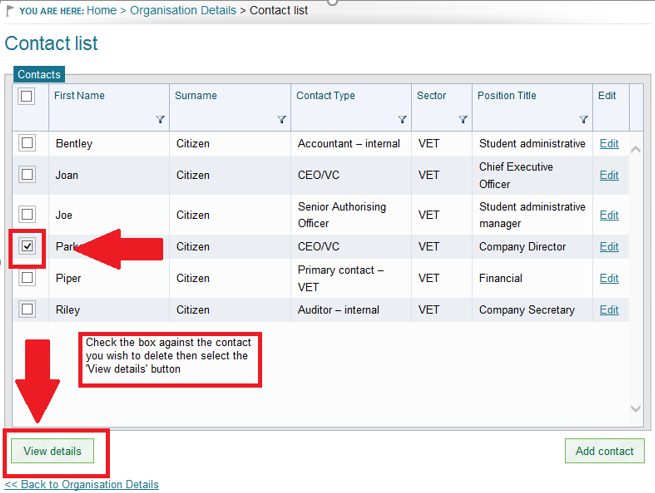 YOU ARE HERE: Home > Organisation Details > Contact list
Contact list
Contacts
First Name Surname Contact Type Sector Position Title Edit
Bentley Citizen Accountant – internal VET Student administrative Edit
Joan Citizen CEO/VC VET Chief Executive Officer Edit
Joe Citizen Senior Authorising Officer VET Student administrative manager Edit
Citizen CEO/VC VET Company Director Edit
Piper Citizen Primary contact – VET VET Financial Edit
Riley Citizen Auditor – internal VET Company Secretary Edit
Check the box against the contact
you wish to delete then select the
'View details' button
View details Add contact
<< Back to Organisation Details